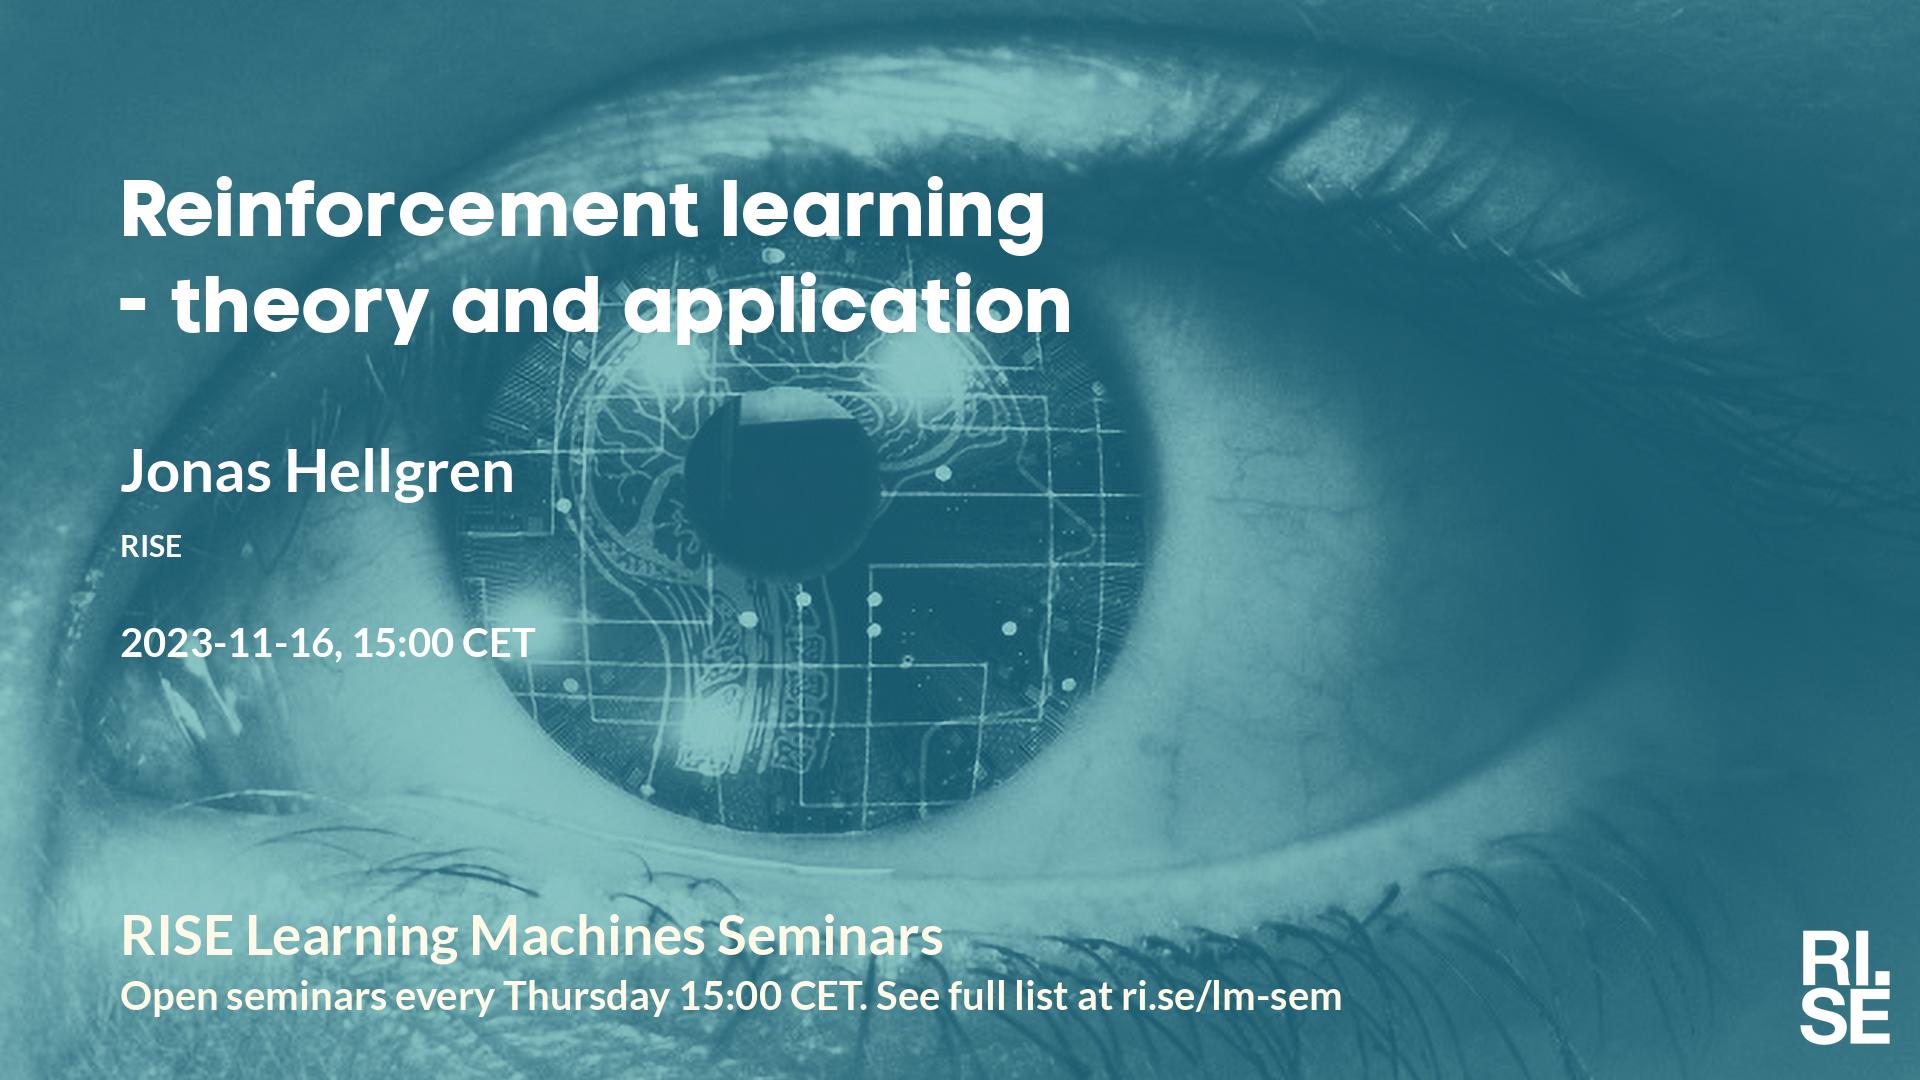 Reinforcement learning
- theory and application
Jonas Hellgren
RISE
2023-11-16, 15:00 CET
RISE Learning Machines Seminars
Open seminars every Thursday 15:00 CET. See full list at ri.se/lm-sem
RI.
SE